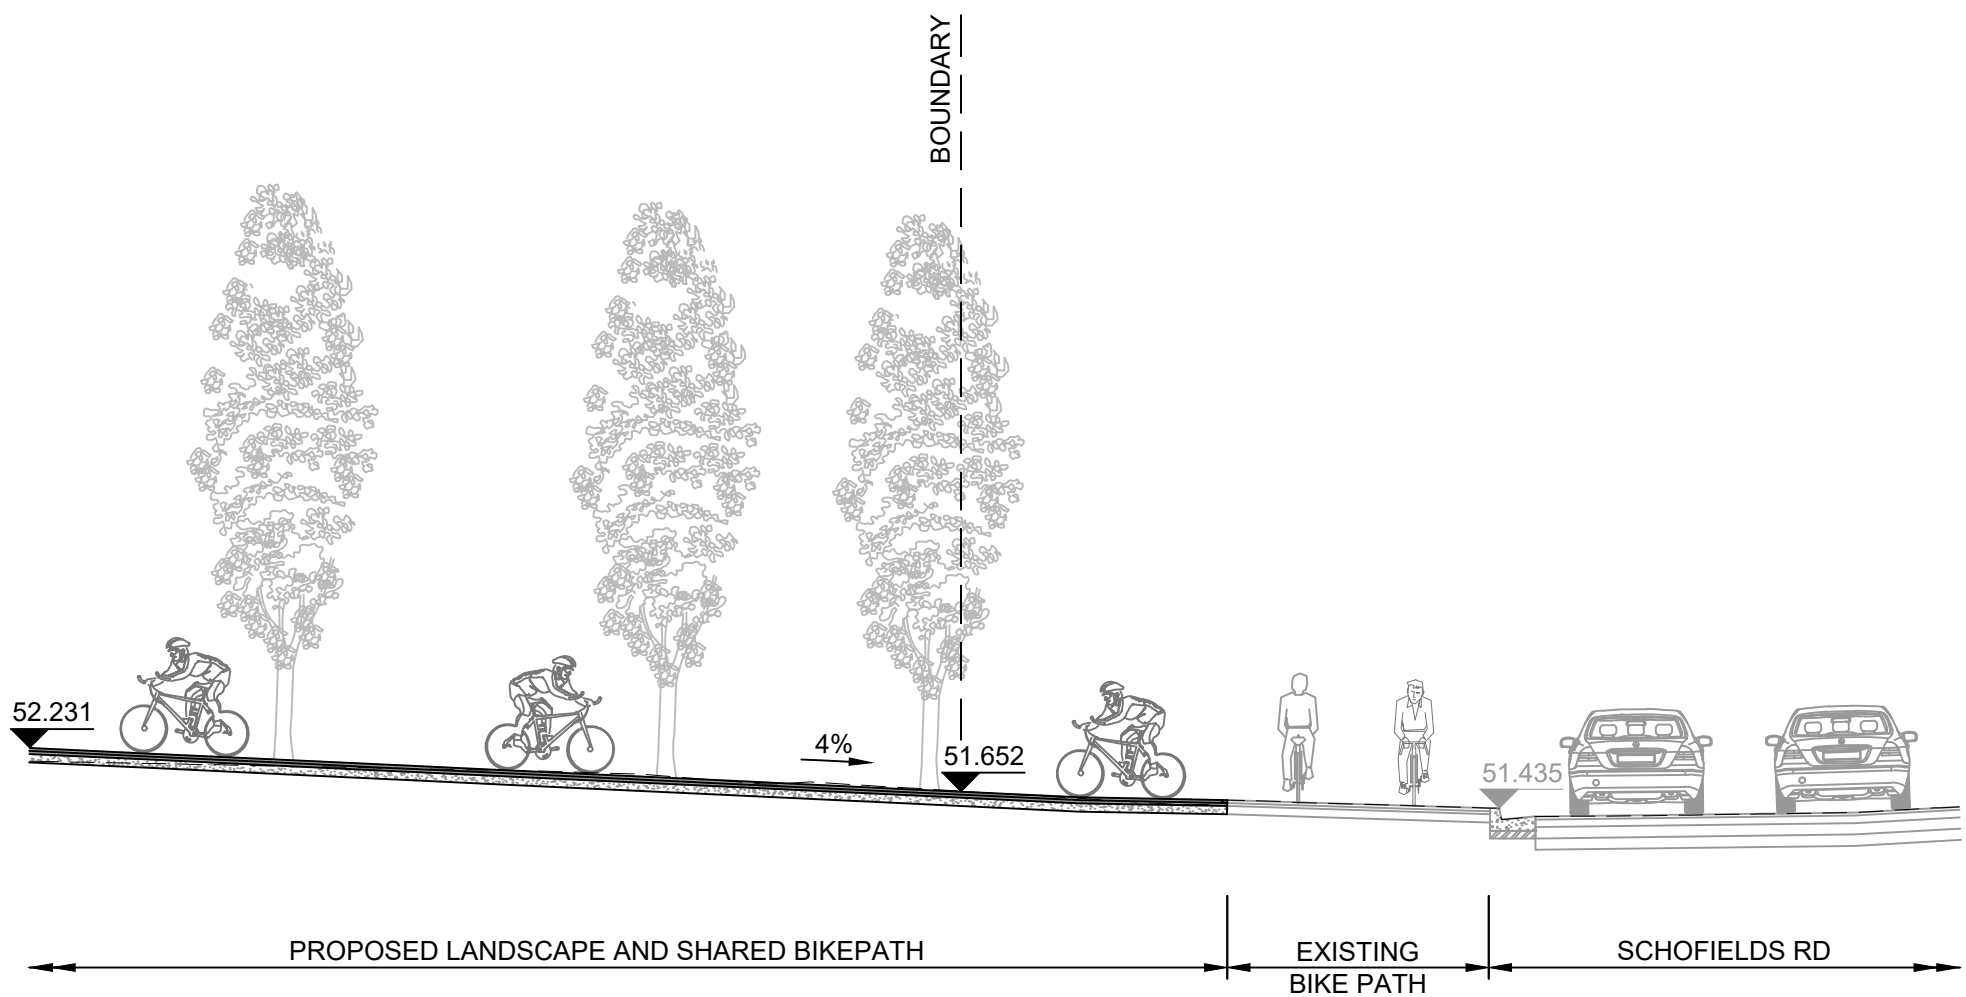 BOUNDARY
52.231
4%
51.652
51.435
PROPOSED LANDSCAPE AND SHARED BIKEPATH
EXISTING
BIKE PATH
SCHOFIELDS RD